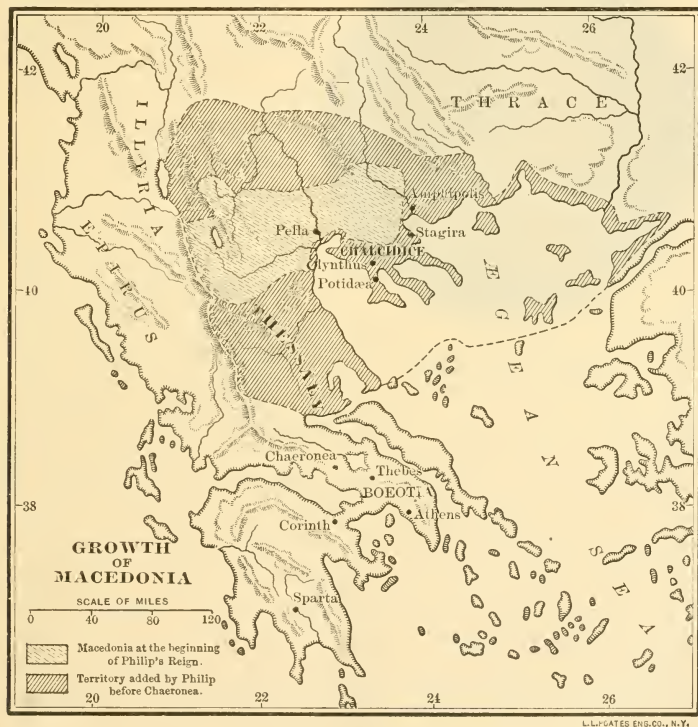 20 22 24 26
42 42
THRACE
ILLYRIA
Amphipolis
Pella
Stagira
CHALCIDICE
EPIRUS
Olynthus
Potidæa
40 40
THESSALY
ÆGEAN SEA
Chaeronea
Thebes
BOEOTIA
38 38
Athens
Corinth
Sparta
GROWTH
OF
MACEDONIA
SCALE OF MILES
0 40 80 120
Macedonia at the beginning
of Philip's Reign.
Territory added by Philip
before Chaeronea.
20 22 24 26
L.L.POATES ENG.CO., N.Y.